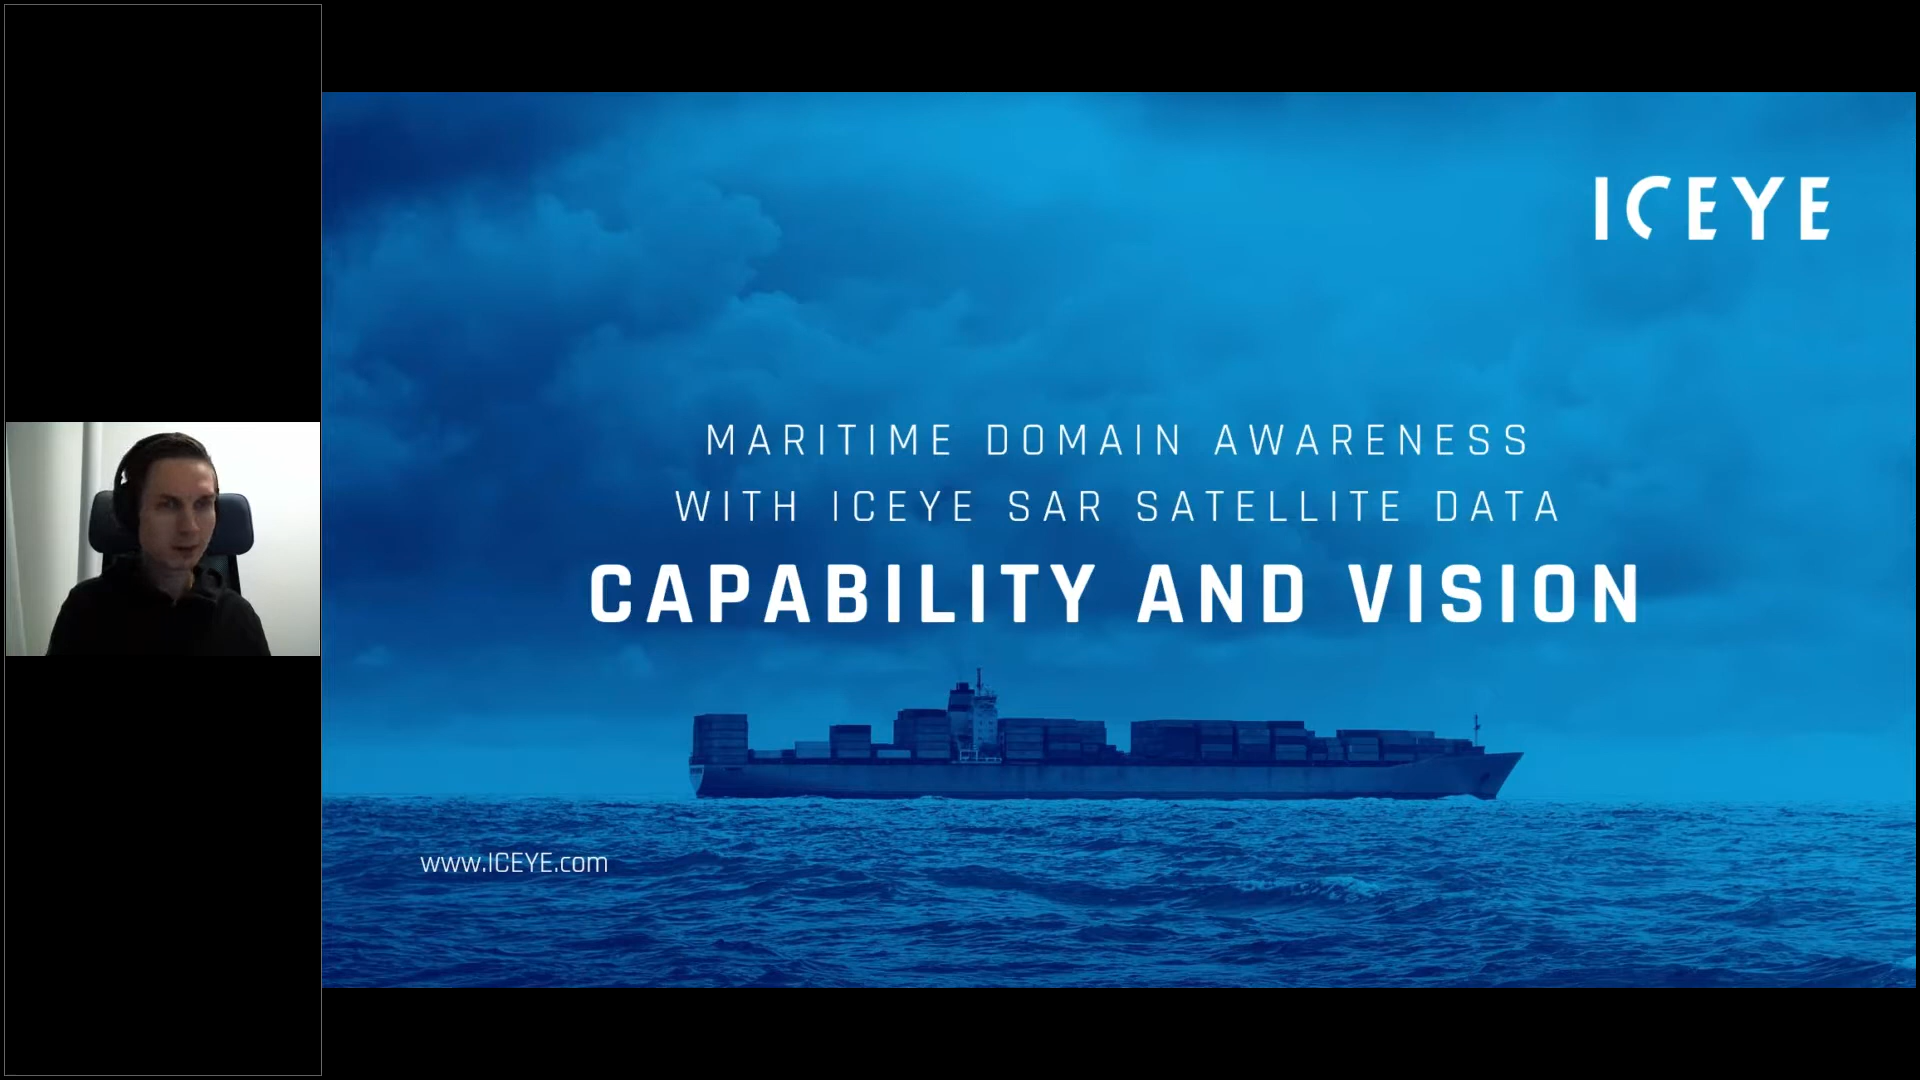 ICEYE
MARITIME DOMAIN AWARENESS
WITH ICEYE SAR SATELLITE DATA
CAPABILITY AND VISION
www.ICEYE.com